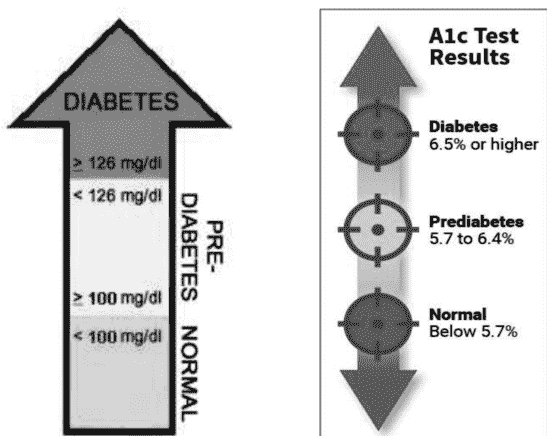 DIABETES
≥ 126 mg/dl
< 126 mg/dl
PRE-
DIABETES
≥ 100 mg/dl
< 100 mg/dl
NORMAL
A1c Test
Results
Diabetes
6.5% or higher
Prediabetes
5.7 to 6.4%
Normal
Below 5.7%